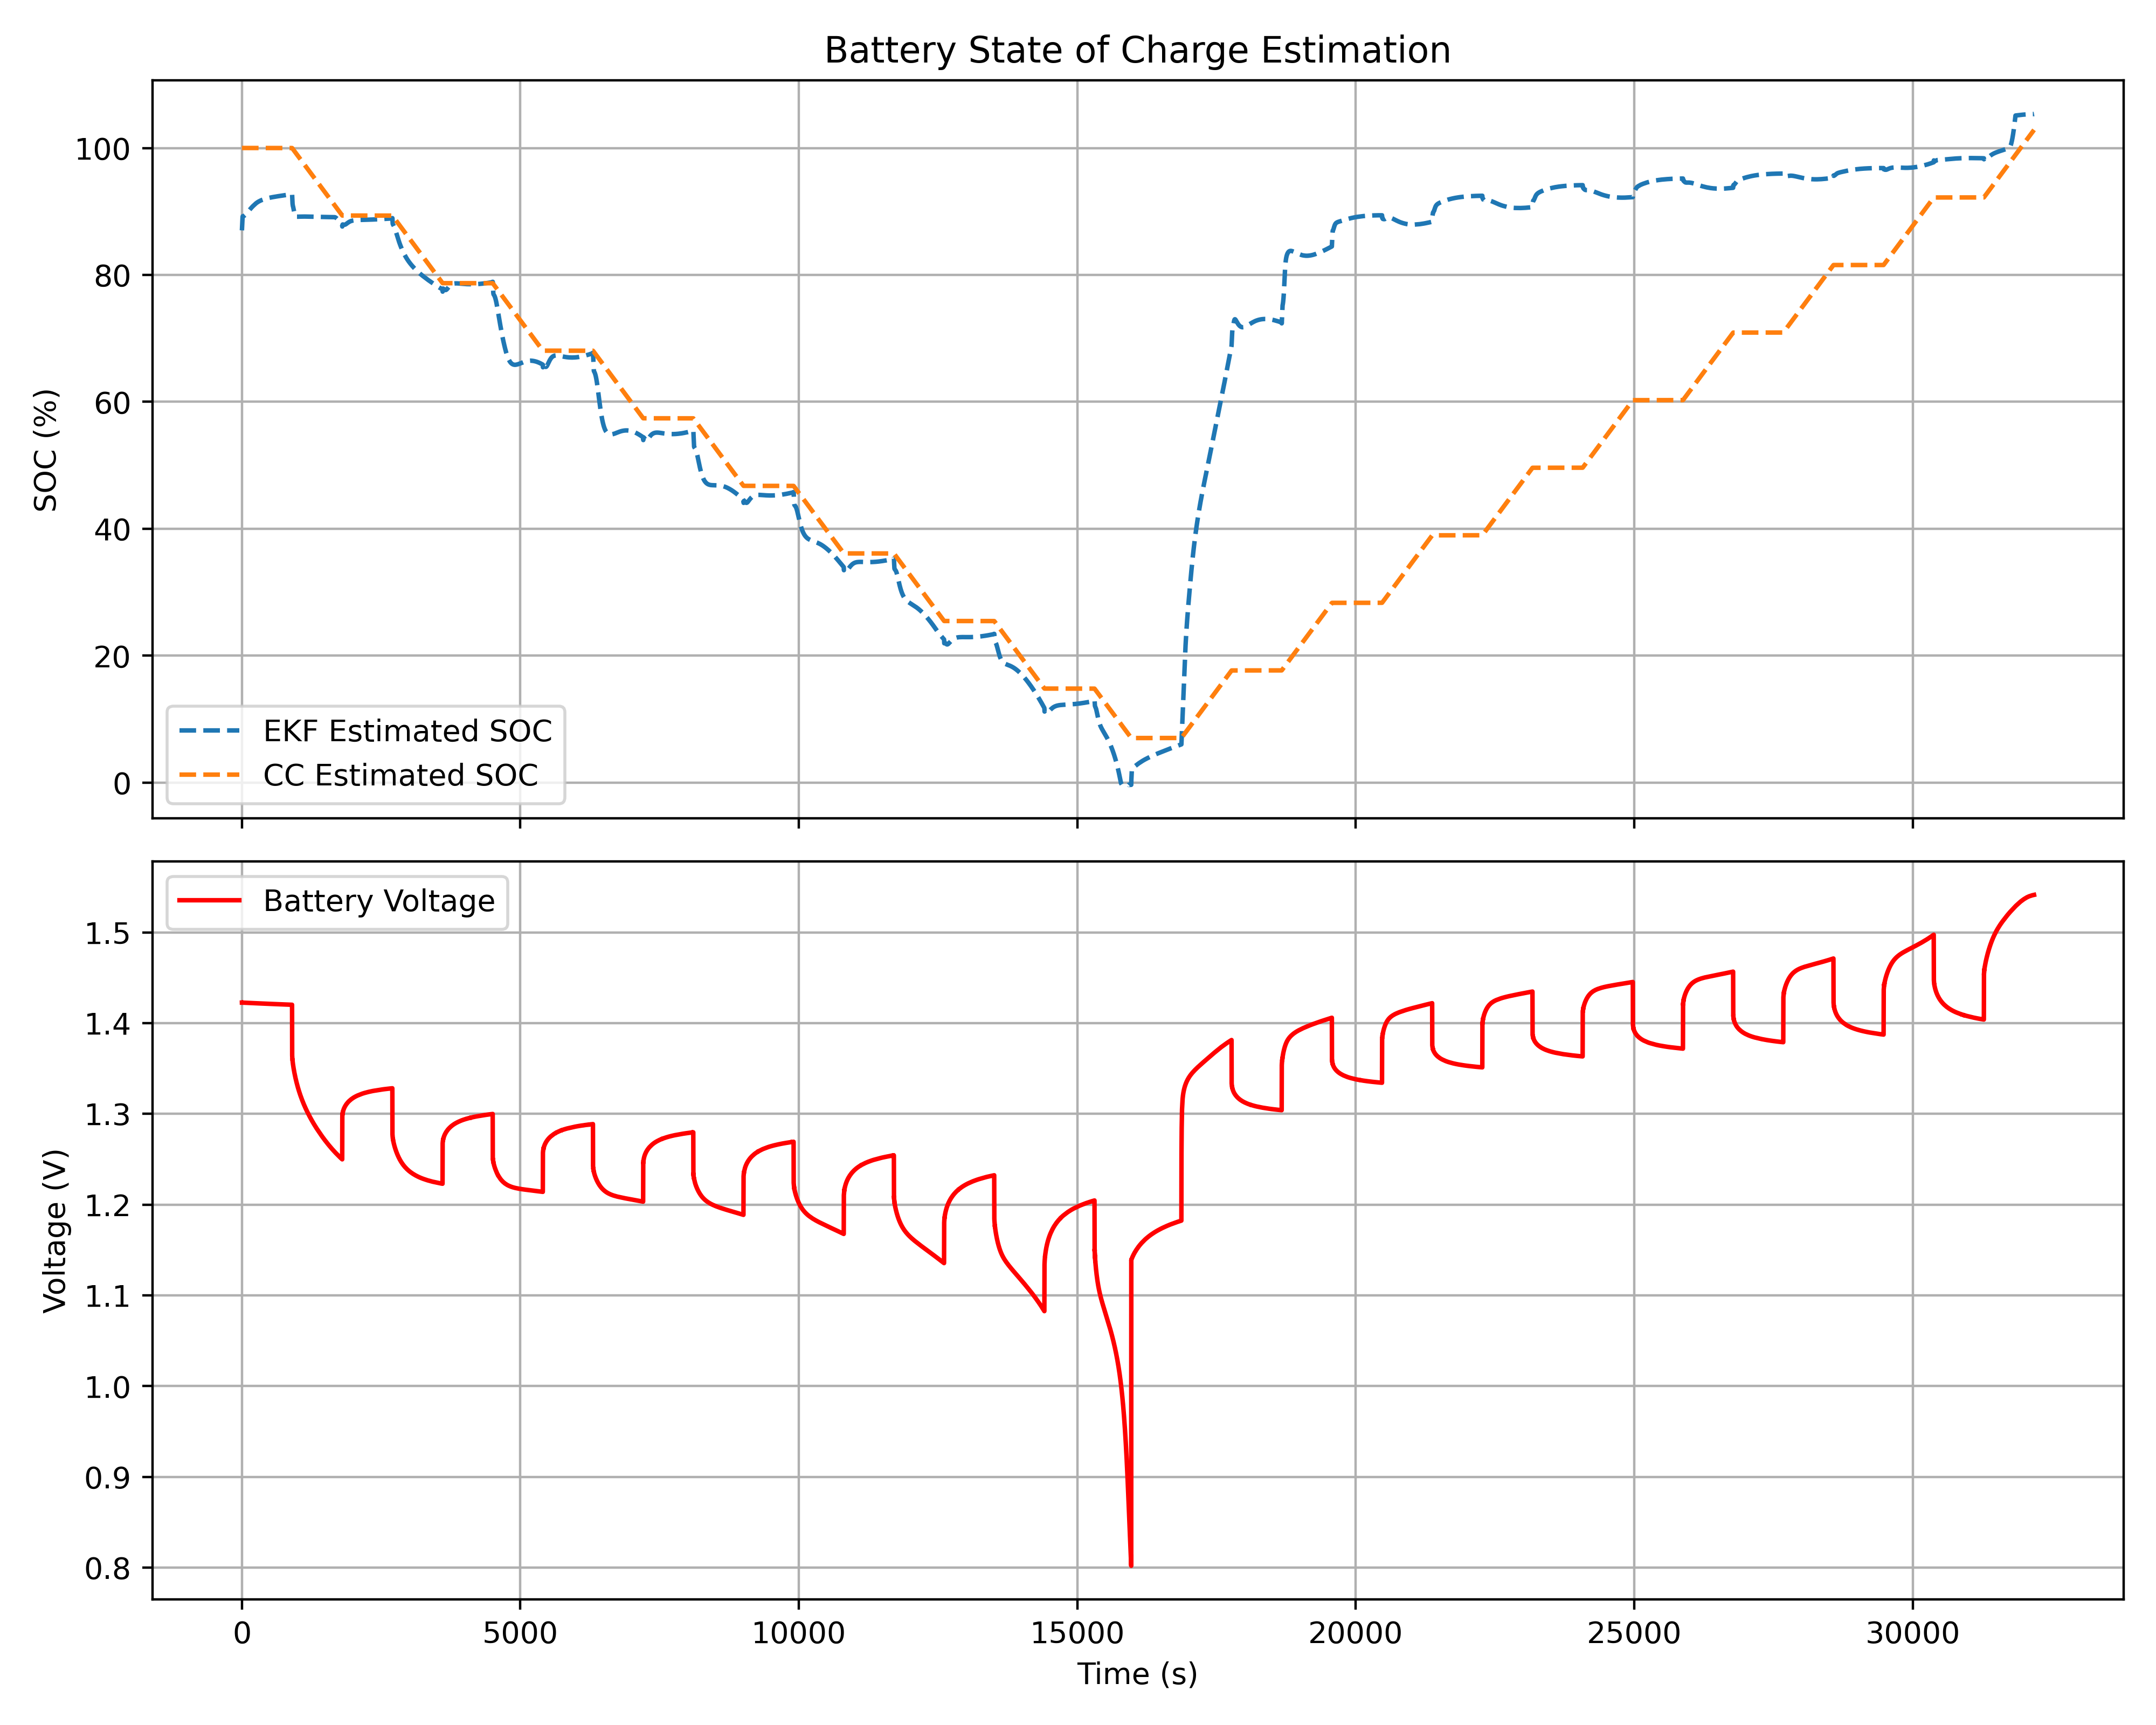 Battery State of Charge Estimation
SOC (%)
100
80
60
40
20
0
EKF Estimated SOC
CC Estimated SOC
Voltage (V)
Battery Voltage
1.5
1.4
1.3
1.2
1.1
1.0
0.9
0.8
0 5000 10000 15000 20000 25000 30000
Time (s)